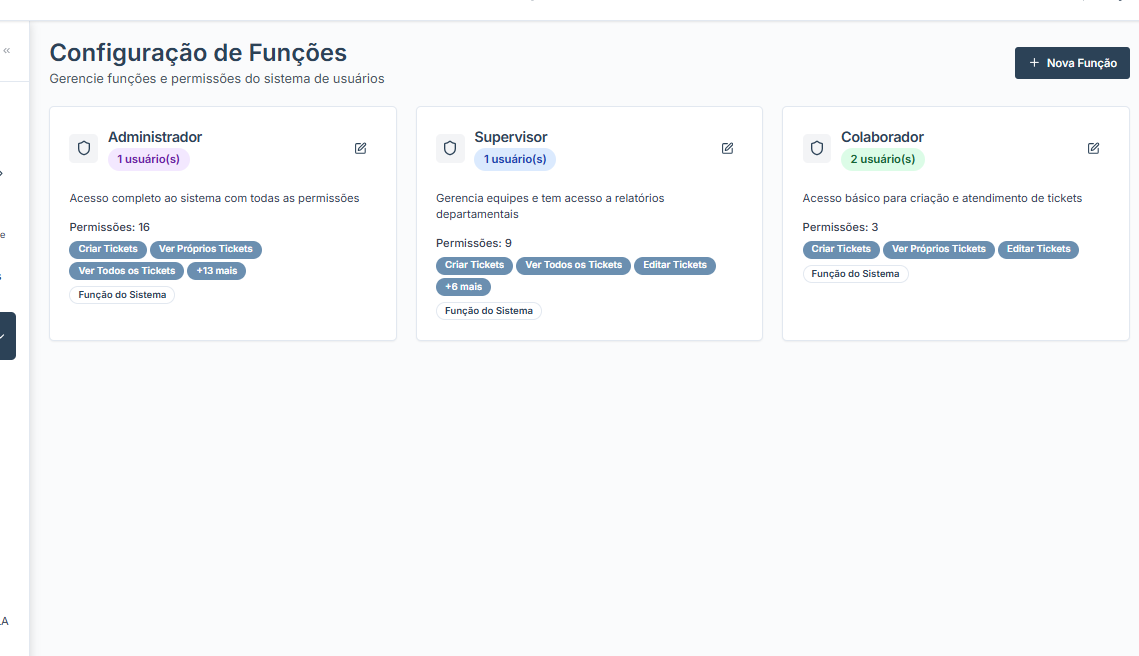 «
Configuração de Funções
Gerencie funções e permissões do sistema de usuários
+ Nova Função
Administrador
1 usuário(s)
Acesso completo ao sistema com todas as permissões
Permissões: 16
Criar Tickets Ver Próprios Tickets
Ver Todos os Tickets +13 mais
Função do Sistema
Supervisor
1 usuário(s)
Gerencia equipes e tem acesso a relatórios
departamentais
Permissões: 9
Criar Tickets Ver Todos os Tickets Editar Tickets
+6 mais
Função do Sistema
Colaborador
2 usuário(s)
Acesso básico para criação e atendimento de tickets
Permissões: 3
Criar Tickets Ver Próprios Tickets Editar Tickets
Função do Sistema